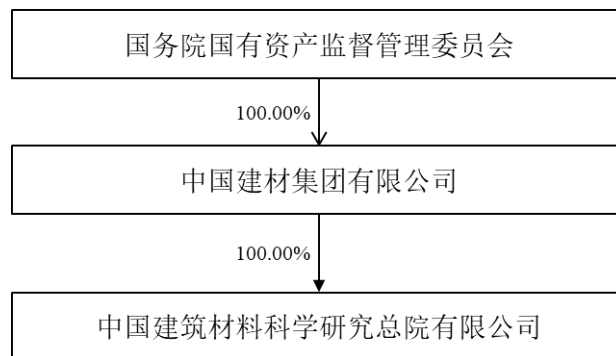 国务院国有资产监督管理委员会
100.00%
中国建材集团有限公司
100.00%
中国建筑材料科学研究总院有限公司